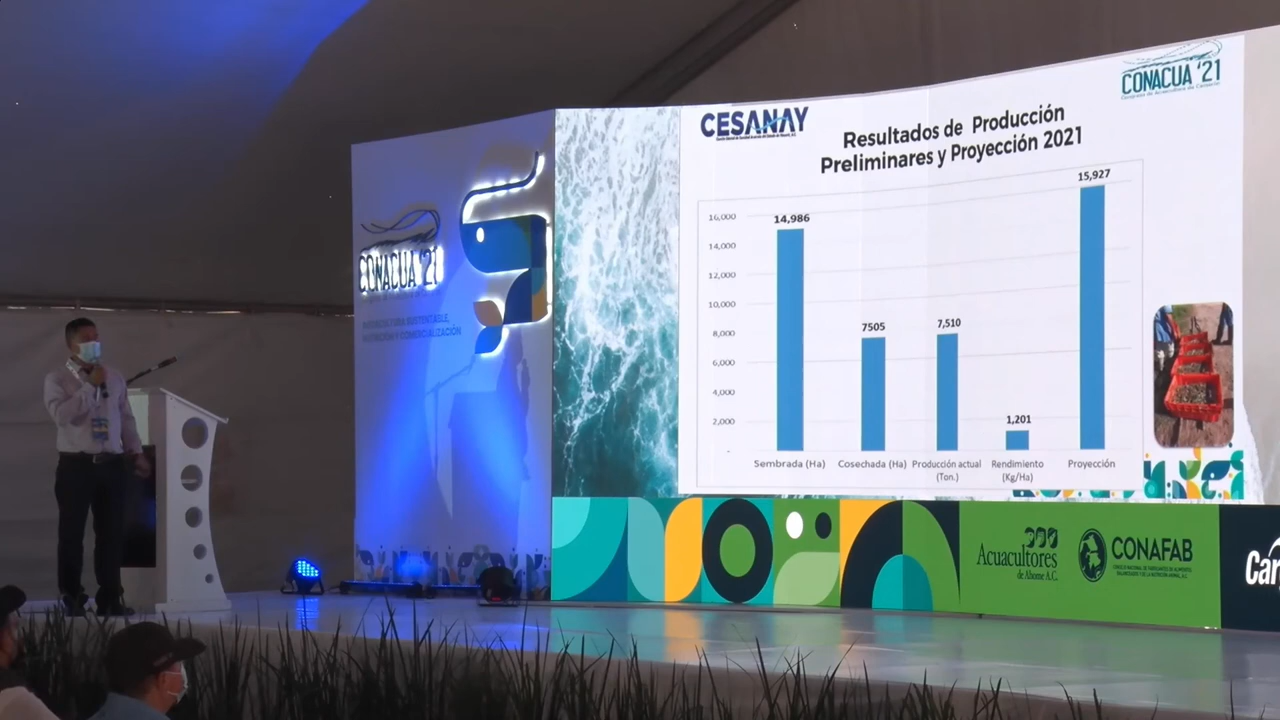 CONACUA '21
CESANAY
Resultados de Producción
Preliminares y Proyección 2021
15,927
16,000
14,986
14,000
12,000
10,000
8,000
7505
7,510
6,000
4,000
2,000
1,201
-
Sembrada (Ha)
Cosechada (Ha)
Producción actual
(Ton.)
Rendimiento
(Kg/Ha)
Proyección
CONACUA '21
Acuacultores
de Ahome A.C.
CONAFAB
Car